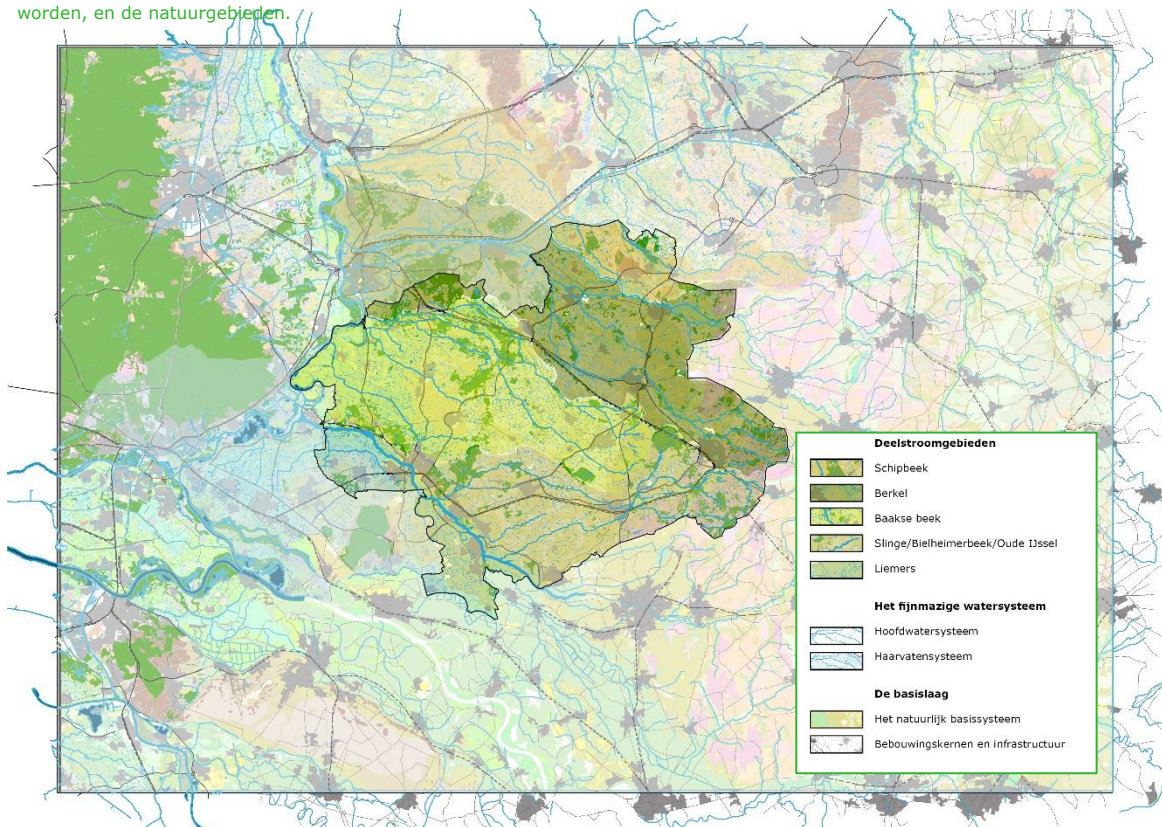 worden, en de natuurgebieden.
Deelstroomgebieden
Schipbeek
Berkel
Baakse beek
Slinge/Bielheimerbeek/Oude IJssel
Liemers
Het fijnmazige watersysteem
Hoofdwatersysteem
Haarvatensysteem
De basislaag
Het natuurlijk basissysteem
Bebouwingskernen en infrastructuur